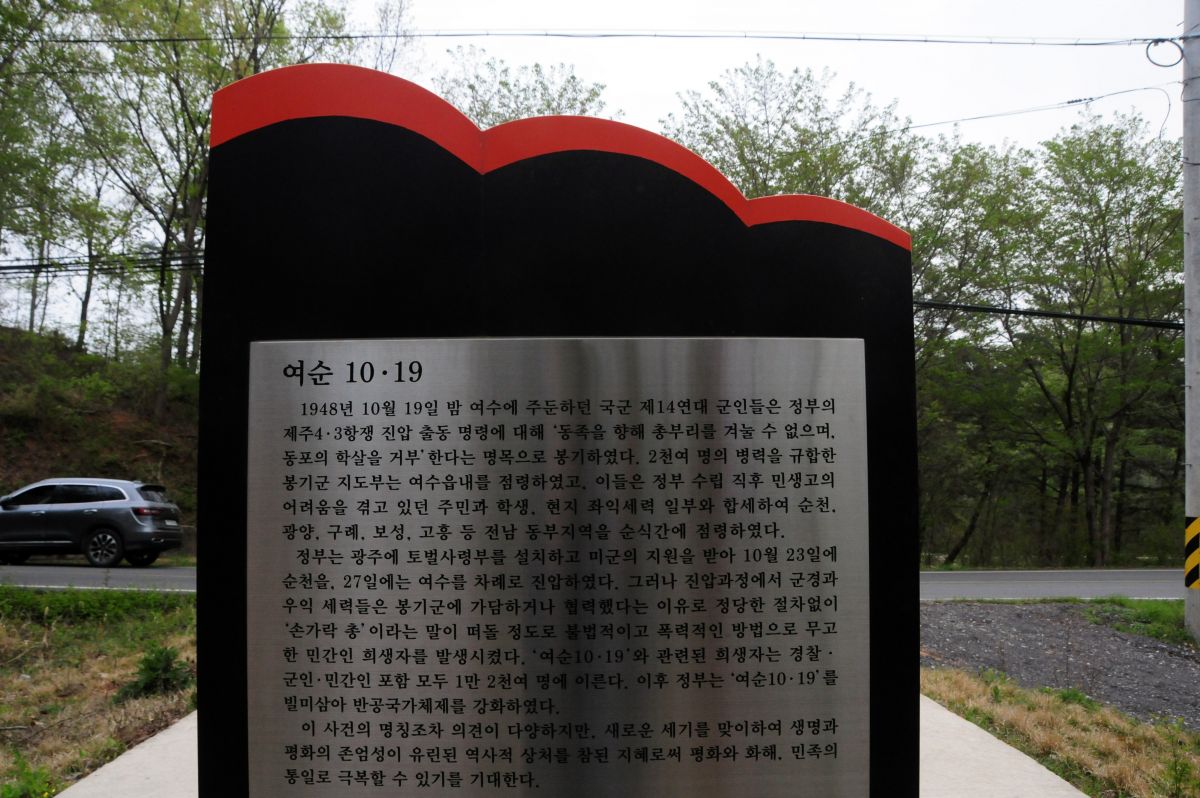 여순 10·19
1948년 10월 19일 밤 여수에 주둔하던 국군 제14연대 군인들은 정부의
제주4·3항쟁 진압 출동 명령에 대해 '동족을 향해 총부리를 겨눌 수 없으며,
동포의 학살을 거부'한다는 명목으로 봉기하였다. 2천여 명의 병력을 규합한
봉기군 지도부는 여수읍내를 점령하였고, 이들은 정부 수립 직후 민생고의
어려움을 겪고 있던 주민과 학생, 현지 좌익세력 일부와 합세하여 순천,
광양, 구례, 보성, 고흥 등 전남 동부지역을 순식간에 점령하였다.
정부는 광주에 토벌사령부를 설치하고 미군의 지원을 받아 10월 23일에
순천을, 27일에는 여수를 차례로 진압하였다. 그러나 진압과정에서 군경과
우익 세력들은 봉기군에 가담하거나 협력했다는 이유로 정당한 절차없이
'손가락 총'이라는 말이 떠돌 정도로 불법적이고 폭력적인 방법으로 무고
한 민간인 희생자를 발생시켰다. '여순10·19'와 관련된 희생자는 경찰·
군인·민간인 포함 모두 1만 2천여 명에 이른다. 이후 정부는 '여순10·19'를
빌미삼아 반공국가체제를 강화하였다.
이 사건의 명칭조차 의견이 다양하지만, 새로운 세기를 맞이하여 생명과
평화의 존엄성이 유린된 역사적 상처를 참된 지혜로써 평화와 화해, 민족의
통일로 극복할 수 있기를 기대한다.